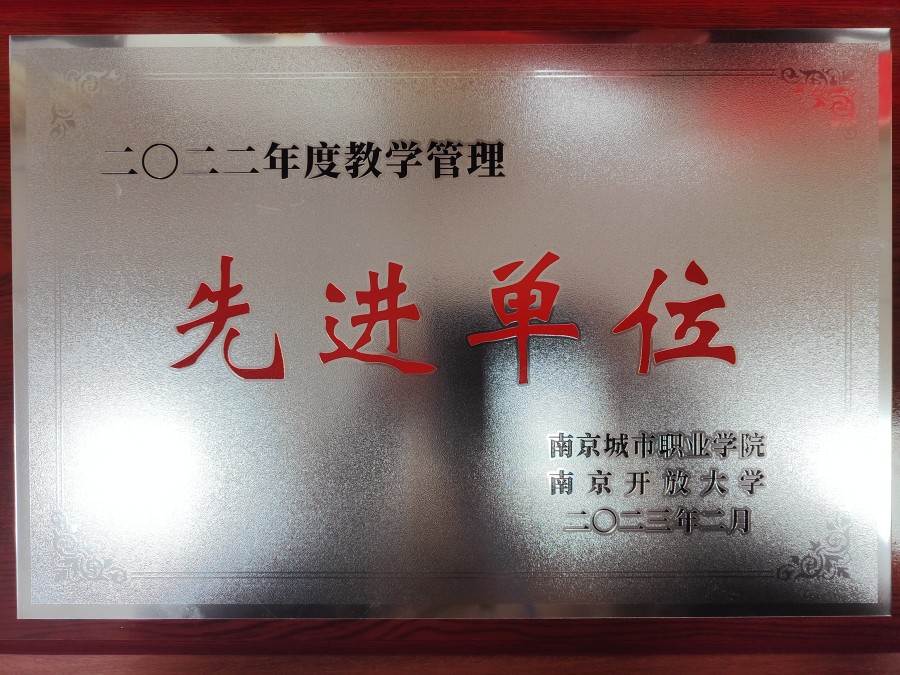 二〇二二年度教学管理
先进单位
南京城市职业学院
南京开放大学
二〇二三年二月